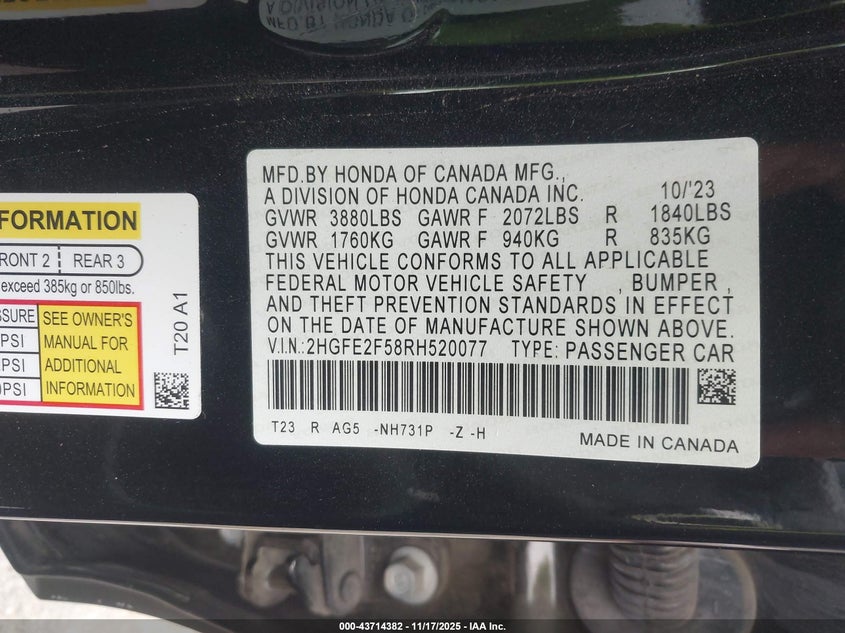 MFD.BY HONDA OF CANADA MFG.,
A DIVISION OF HONDA CANADA INC. 10/'23
GVWR 3880LBS GAWR F 2072LBS R 1840LBS
GVWR 1760KG GAWR F 940KG R 835KG
THIS VEHICLE CONFORMS TO ALL APPLICABLE
FEDERAL MOTOR VEHICLE SAFETY , BUMPER ,
AND THEFT PREVENTION STANDARDS IN EFFECT
ON THE DATE OF MANUFACTURE SHOWN ABOVE.
V.I.N.:2HGFE2F58RH520077 TYPE: PASSENGER CAR
T23 R AG5 -NH731P -Z -H
MADE IN CANADA
FORMATION
RONT 2 REAR 3
exceed 385kg or 850lbs.
SSURE SEE OWNER'S
PSI MANUAL FOR
PSI ADDITIONAL
PSI INFORMATION
T20 A1
000-43714382 - 11/17/2025 - IAA Inc.